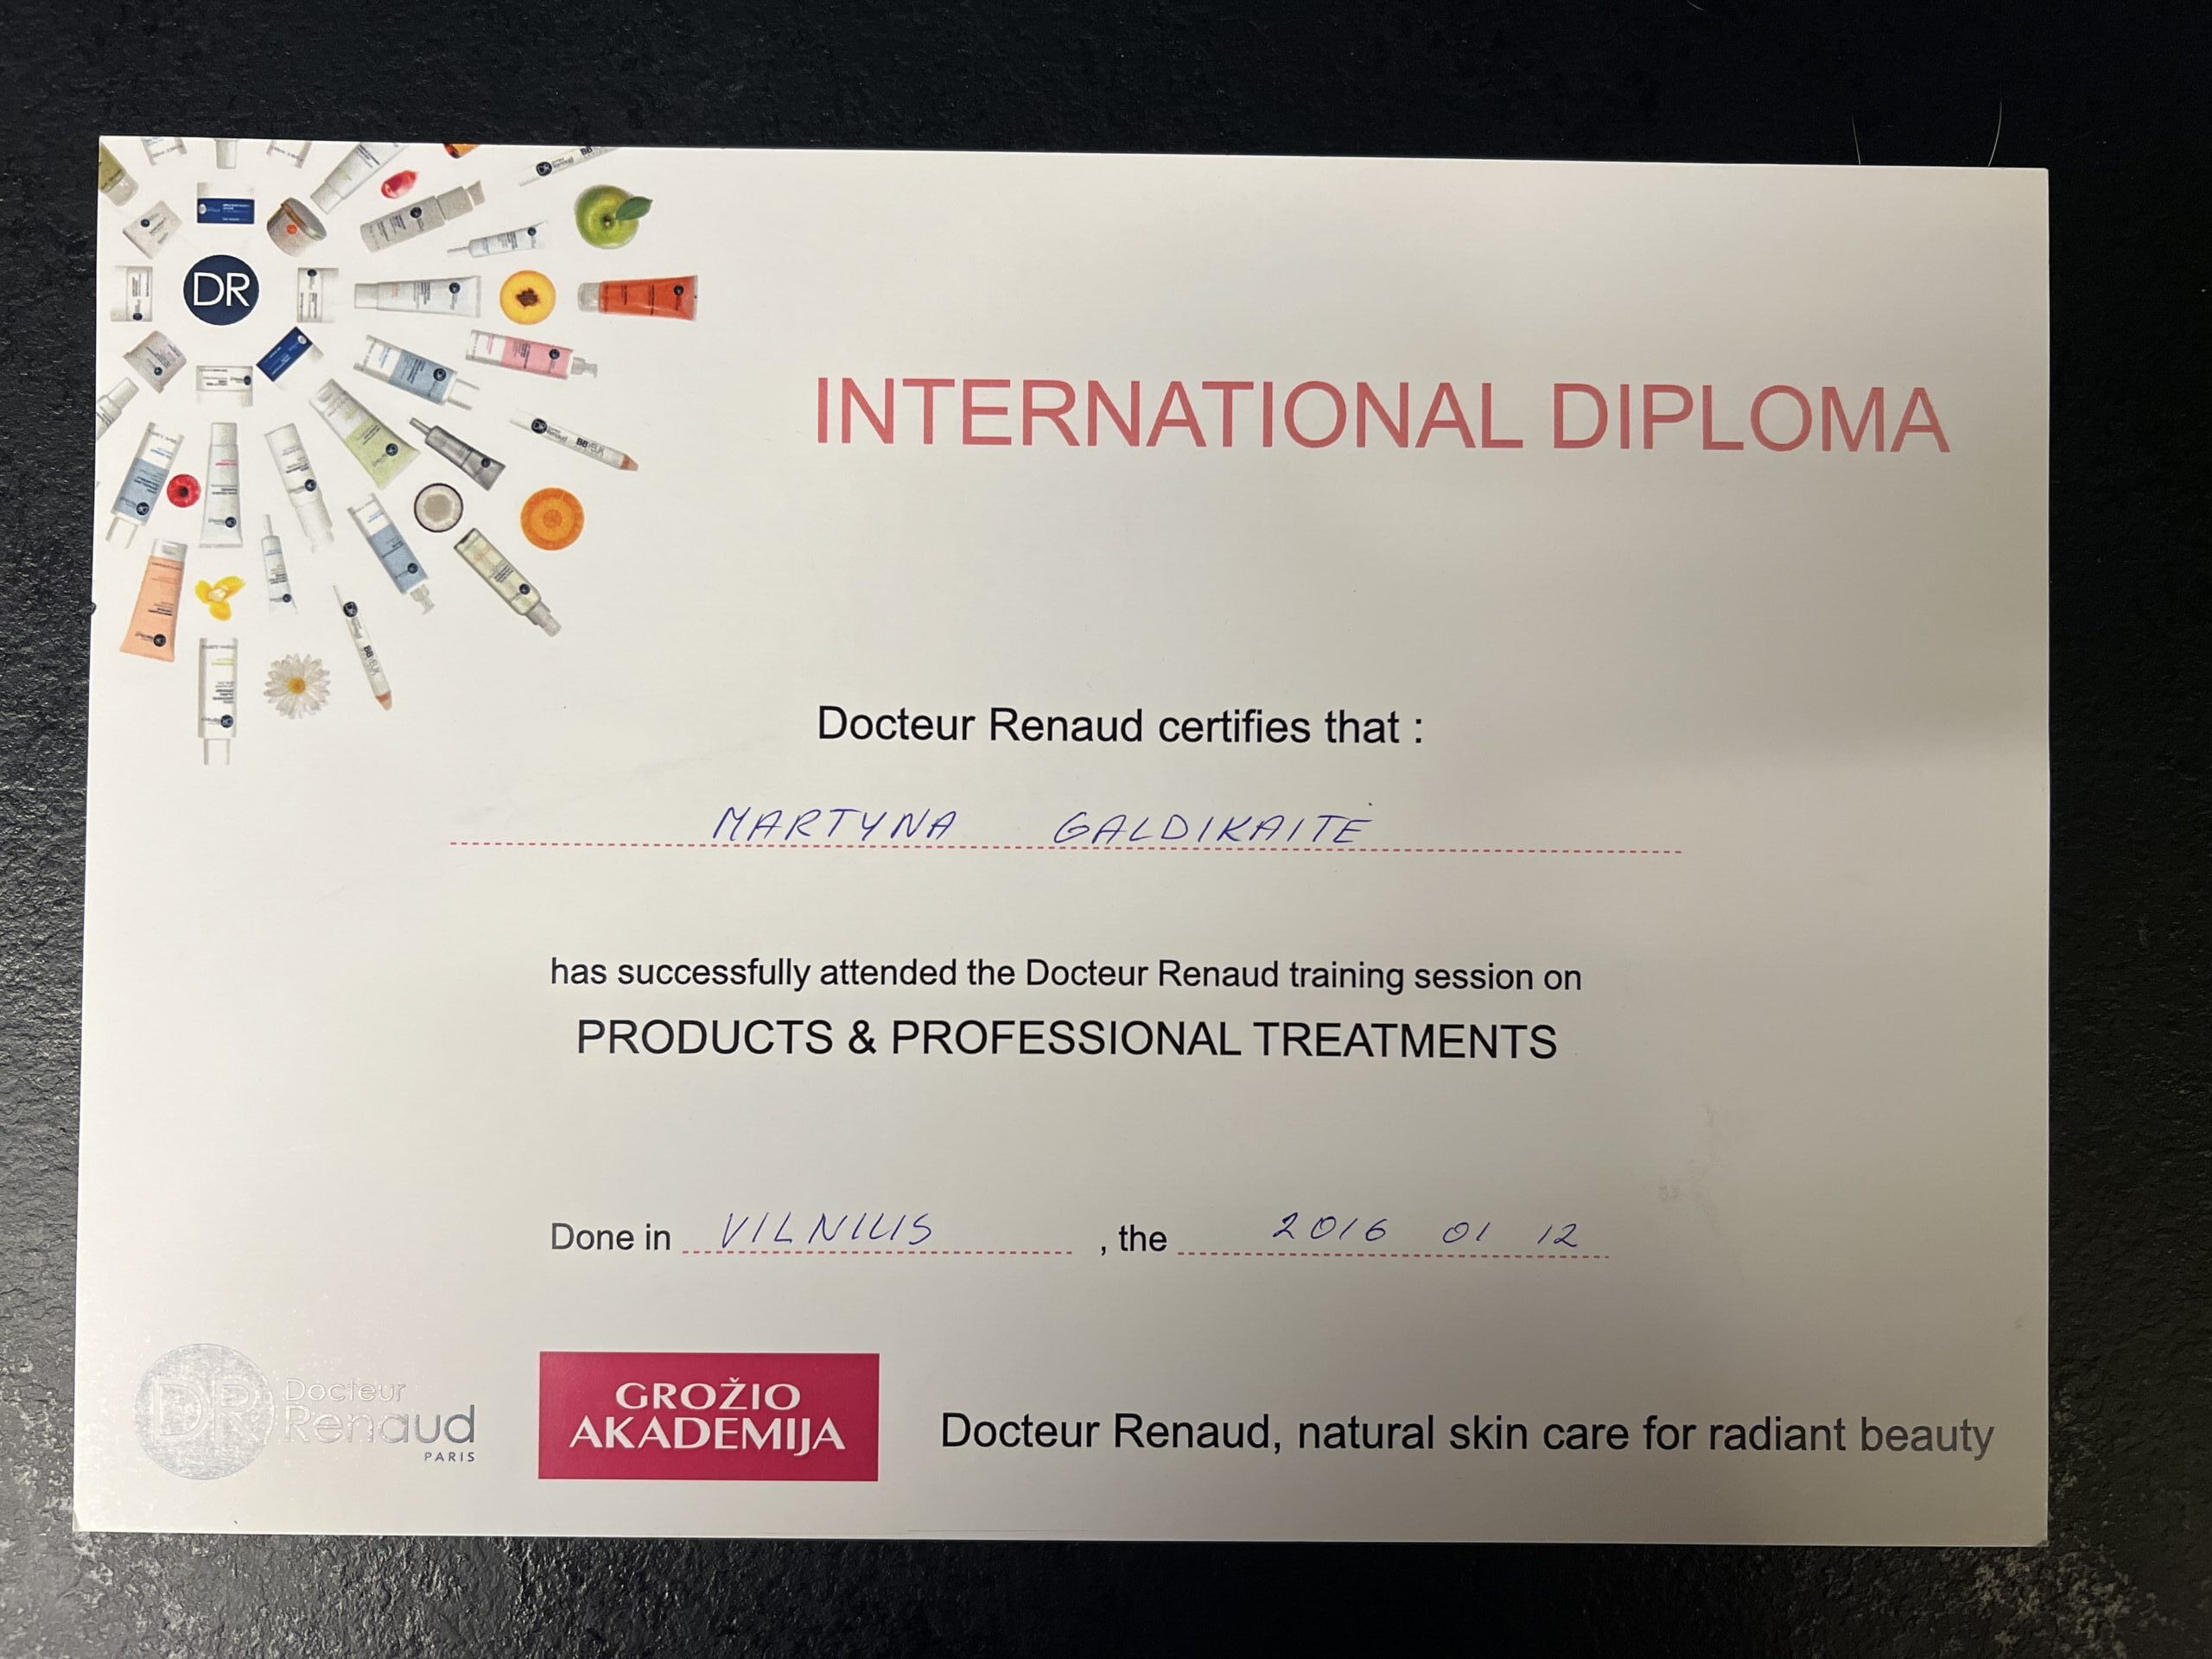 DR
INTERNATIONAL DIPLOMA
Docteur Renaud certifies that :
MARTYNA GALDIKAITĖ
has successfully attended the Docteur Renaud training session on
PRODUCTS & PROFESSIONAL TREATMENTS
Done in VILNIUS , the 2016 01 12
DR Docteur
Renaud
PARIS
GROŽIO
AKADEMIJA
Docteur Renaud, natural skin care for radiant beauty